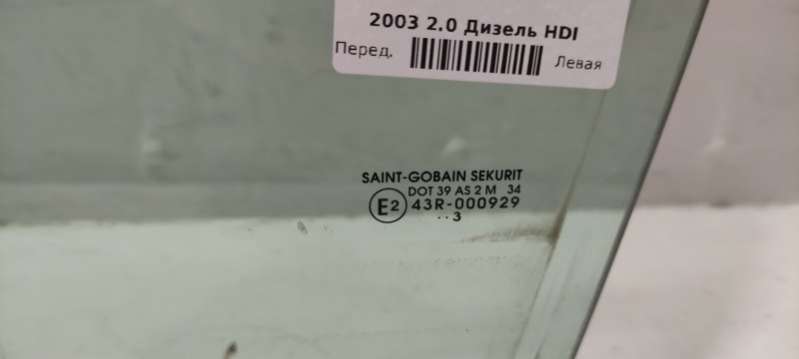 2003 2.0 Дизель HDI
Перед. Левая
SAINT-GOBAIN SEKURIT
DOT 39 AS 2 M 34
E2 43R-000929
··3